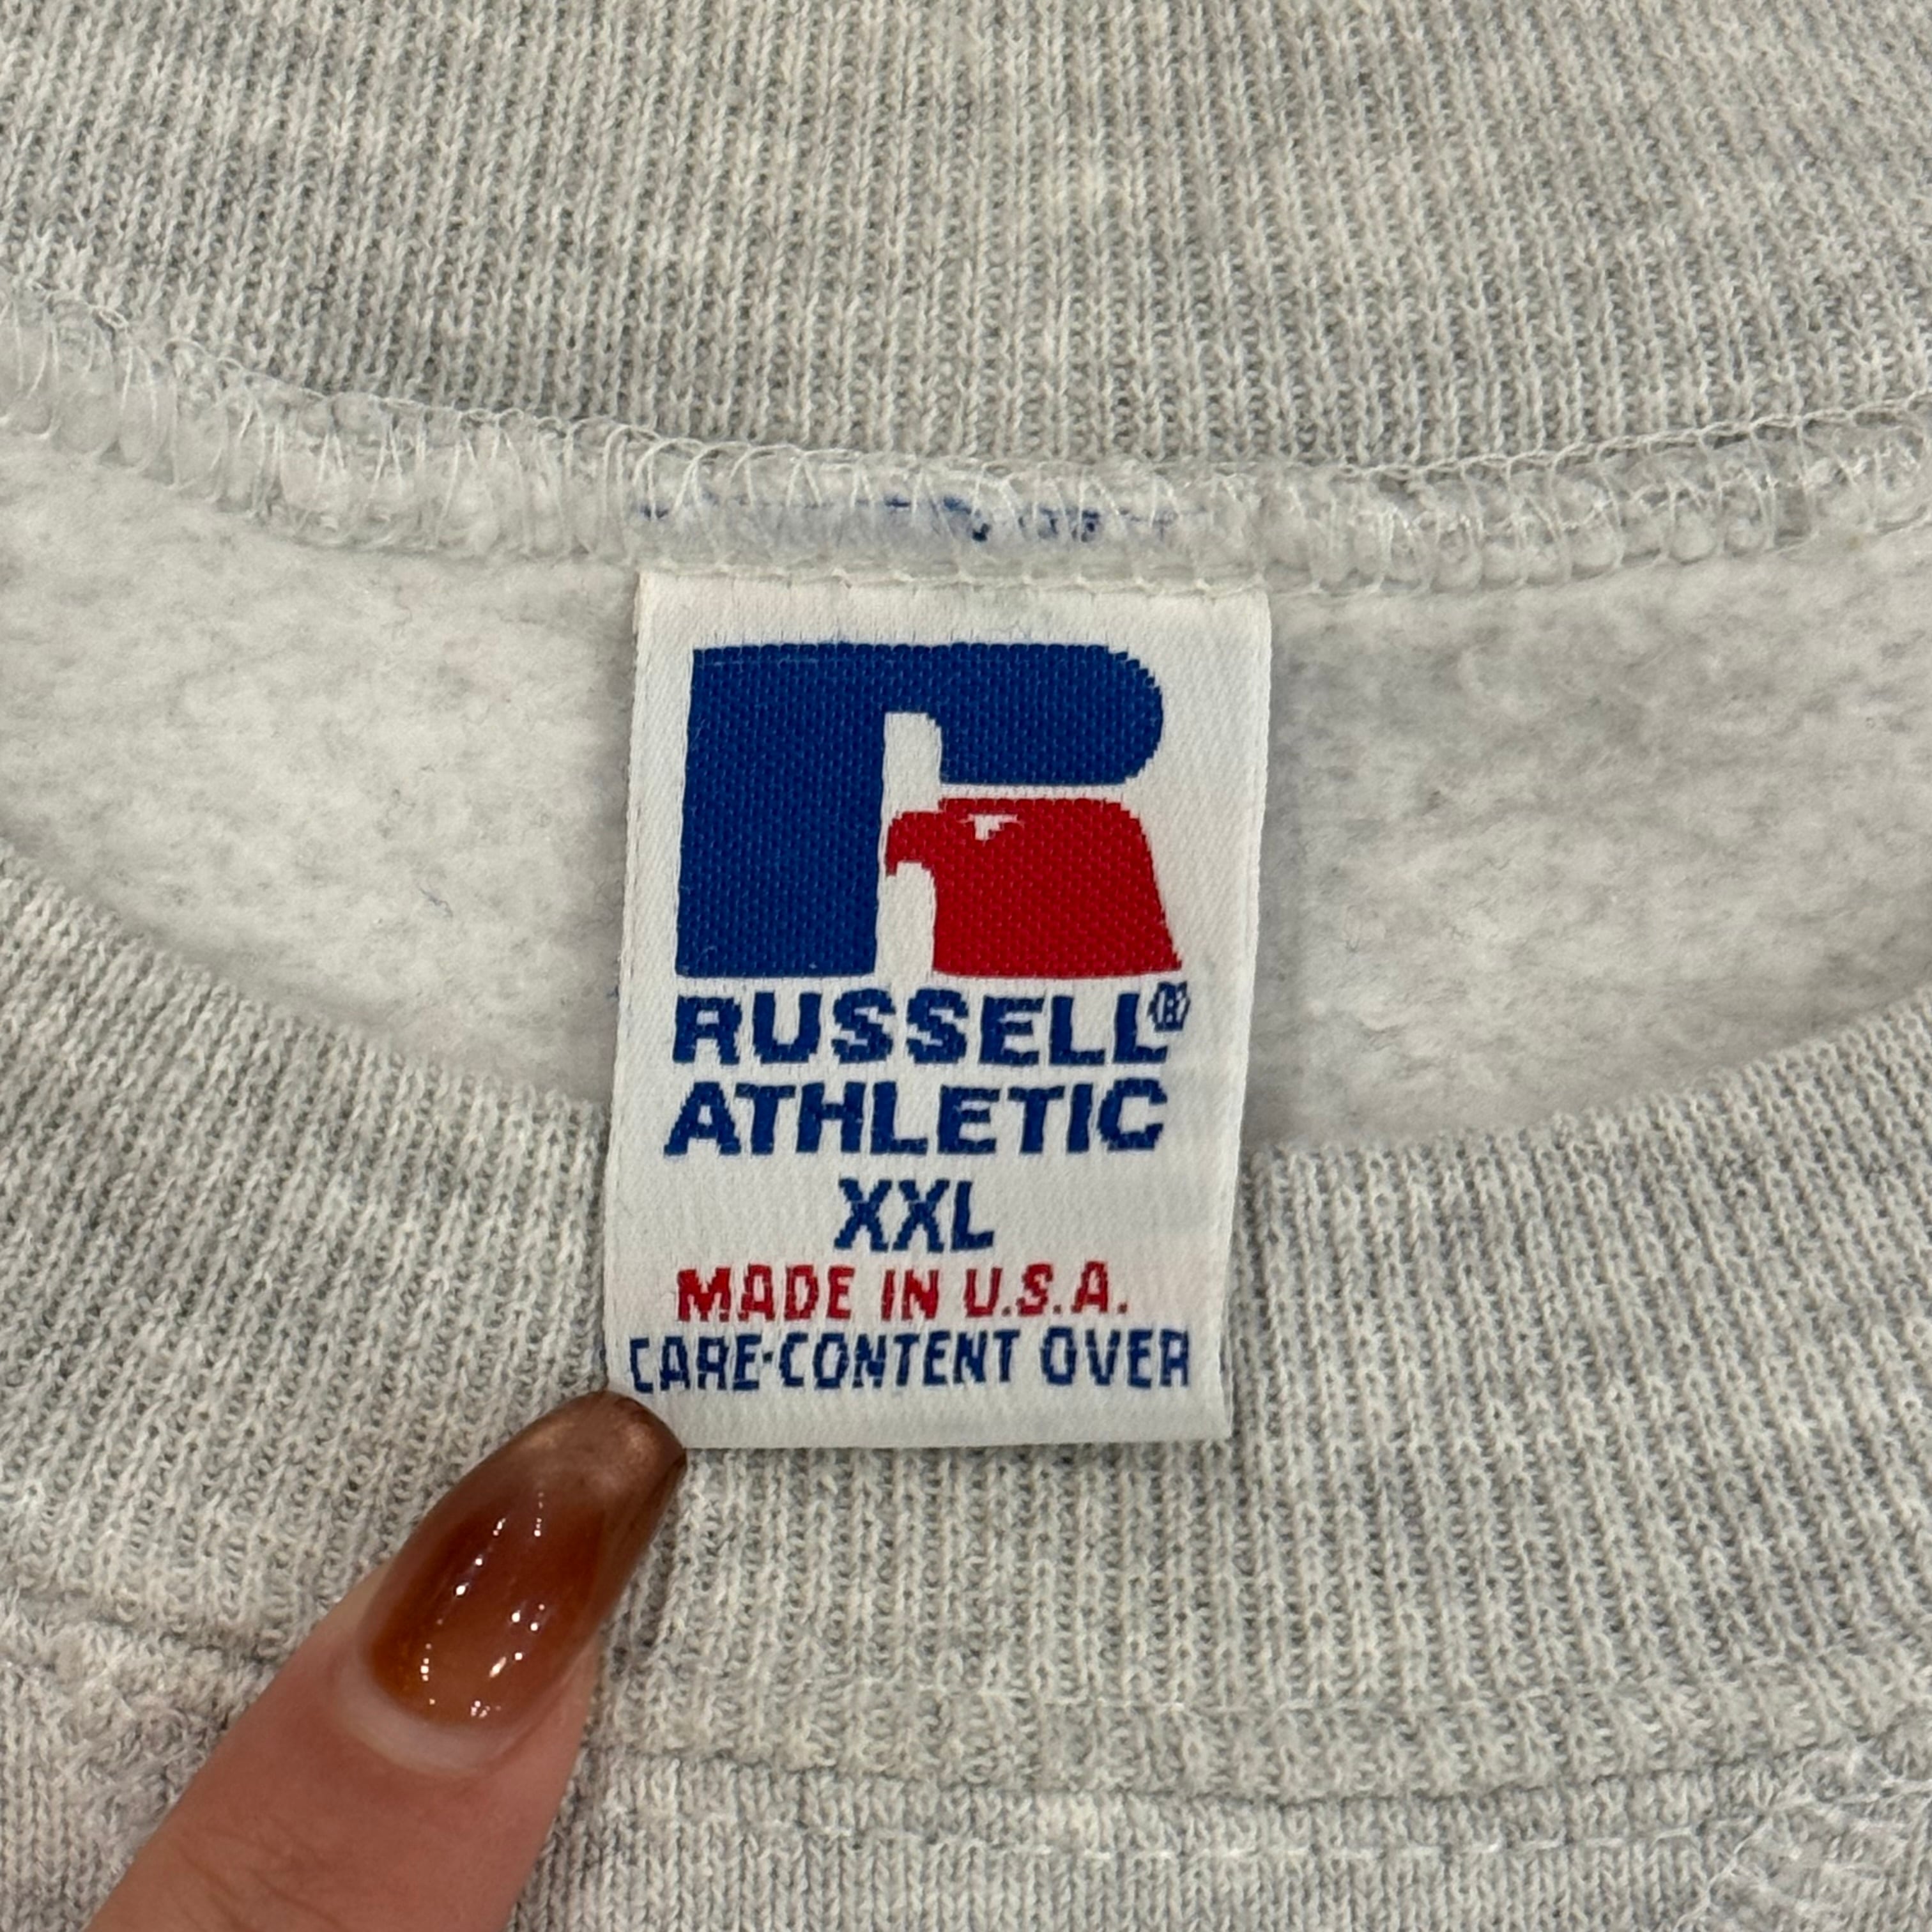 RUSSELL®
ATHLETIC
XXL
MADE IN U.S.A.
CARE·CONTENT OVER